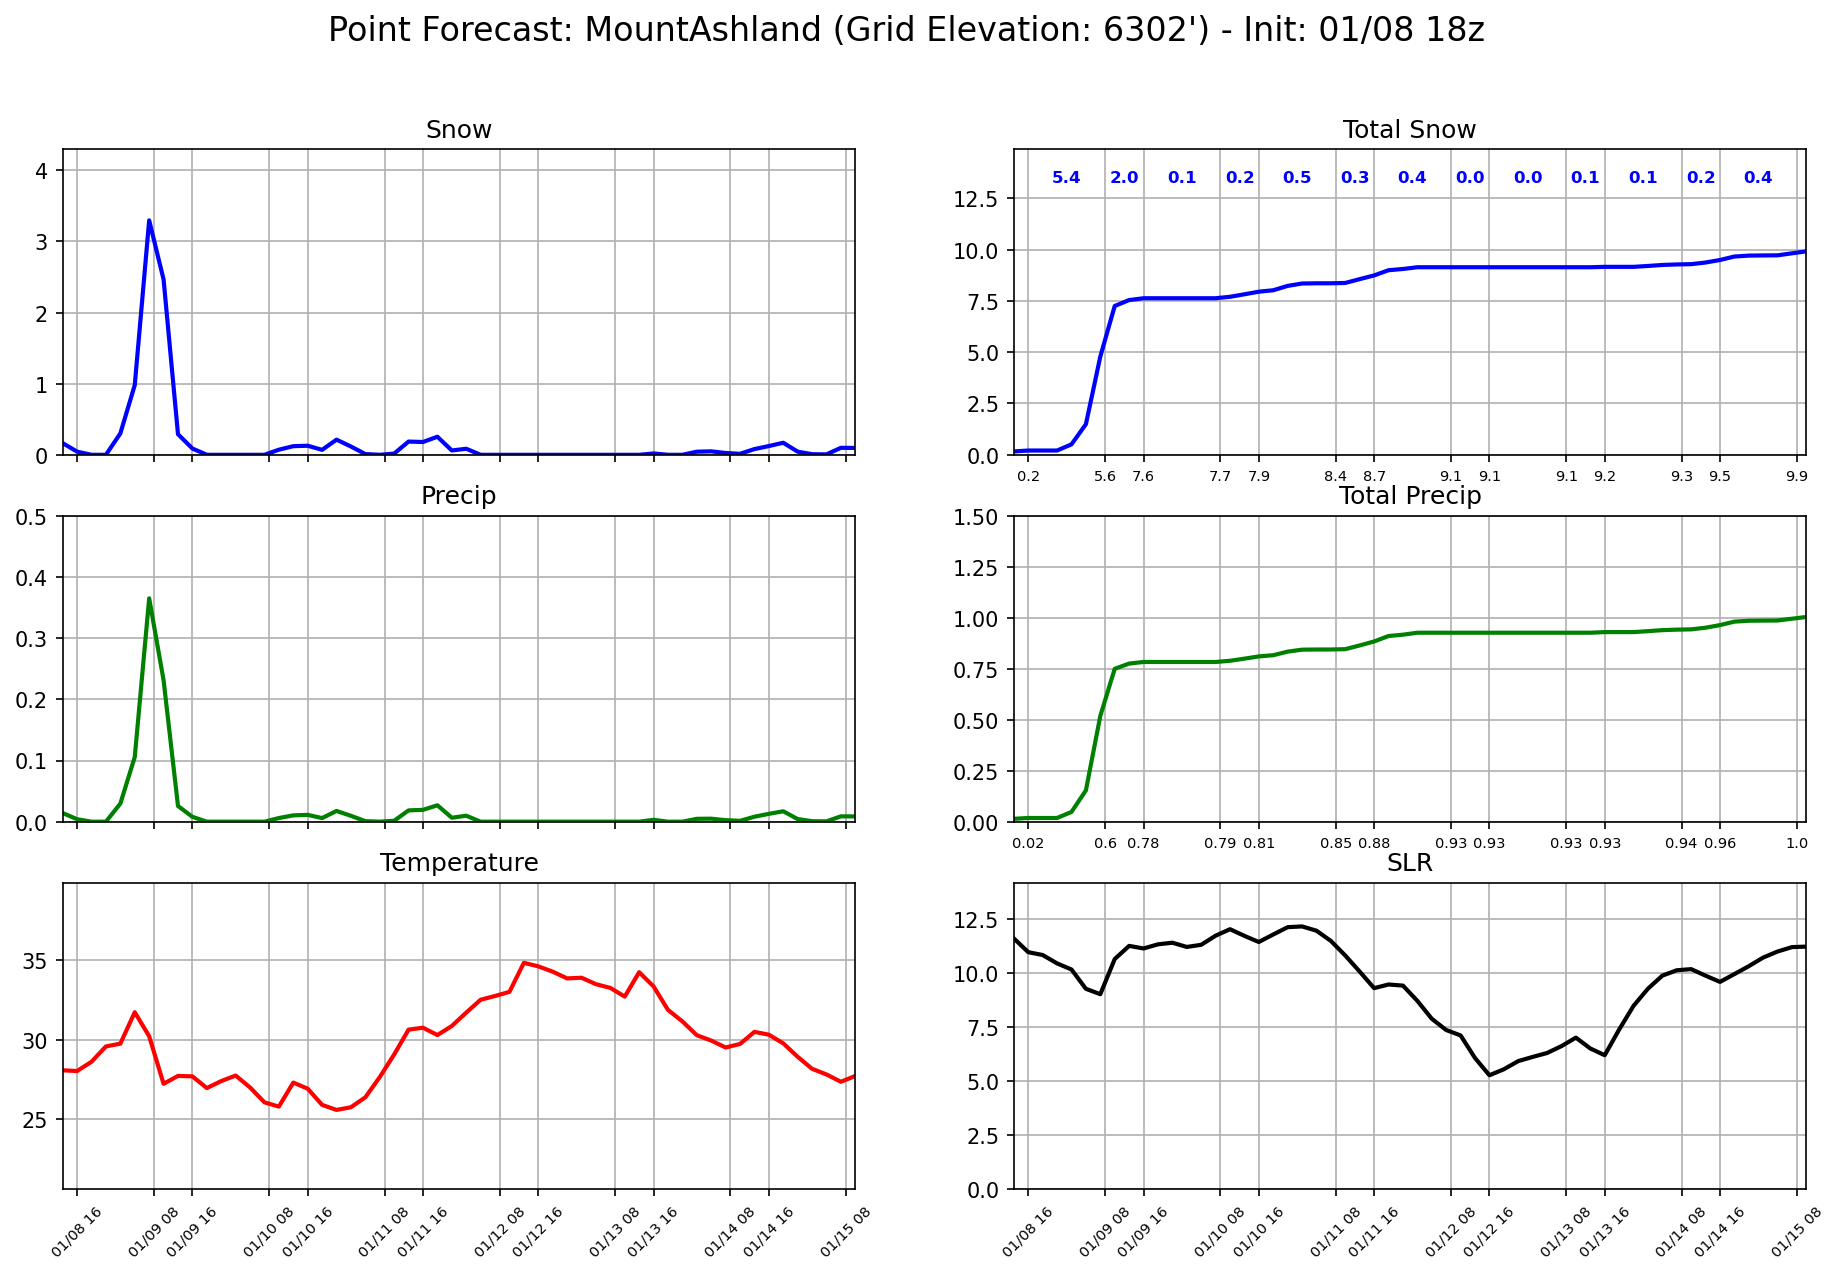 Point Forecast: MountAshland (Grid Elevation: 6302') - Init: 01/08 18z
Snow
4
3
2
1
0
Total Snow
5.4 2.0 0.1 0.2 0.5 0.3 0.4 0.0 0.0 0.1 0.1 0.2 0.4
12.5
10.0
7.5
5.0
2.5
0.0
0.2 5.6 7.6 7.7 7.9 8.4 8.7 9.1 9.1 9.1 9.2 9.3 9.5 9.9
Precip
0.5
0.4
0.3
0.2
0.1
0.0
Total Precip
1.50
1.25
1.00
0.75
0.50
0.25
0.00
0.02 0.6 0.78 0.79 0.81 0.85 0.88 0.93 0.93 0.93 0.93 0.94 0.96 1.0
Temperature
35
30
25
01/08 16 01/09 08 01/09 16 01/10 08 01/10 16 01/11 08 01/11 16 01/12 08 01/12 16 01/13 08 01/13 16 01/14 08 01/14 16 01/15 08
SLR
12.5
10.0
7.5
5.0
2.5
0.0
01/08 16 01/09 08 01/09 16 01/10 08 01/10 16 01/11 08 01/11 16 01/12 08 01/12 16 01/13 08 01/13 16 01/14 08 01/14 16 01/15 08